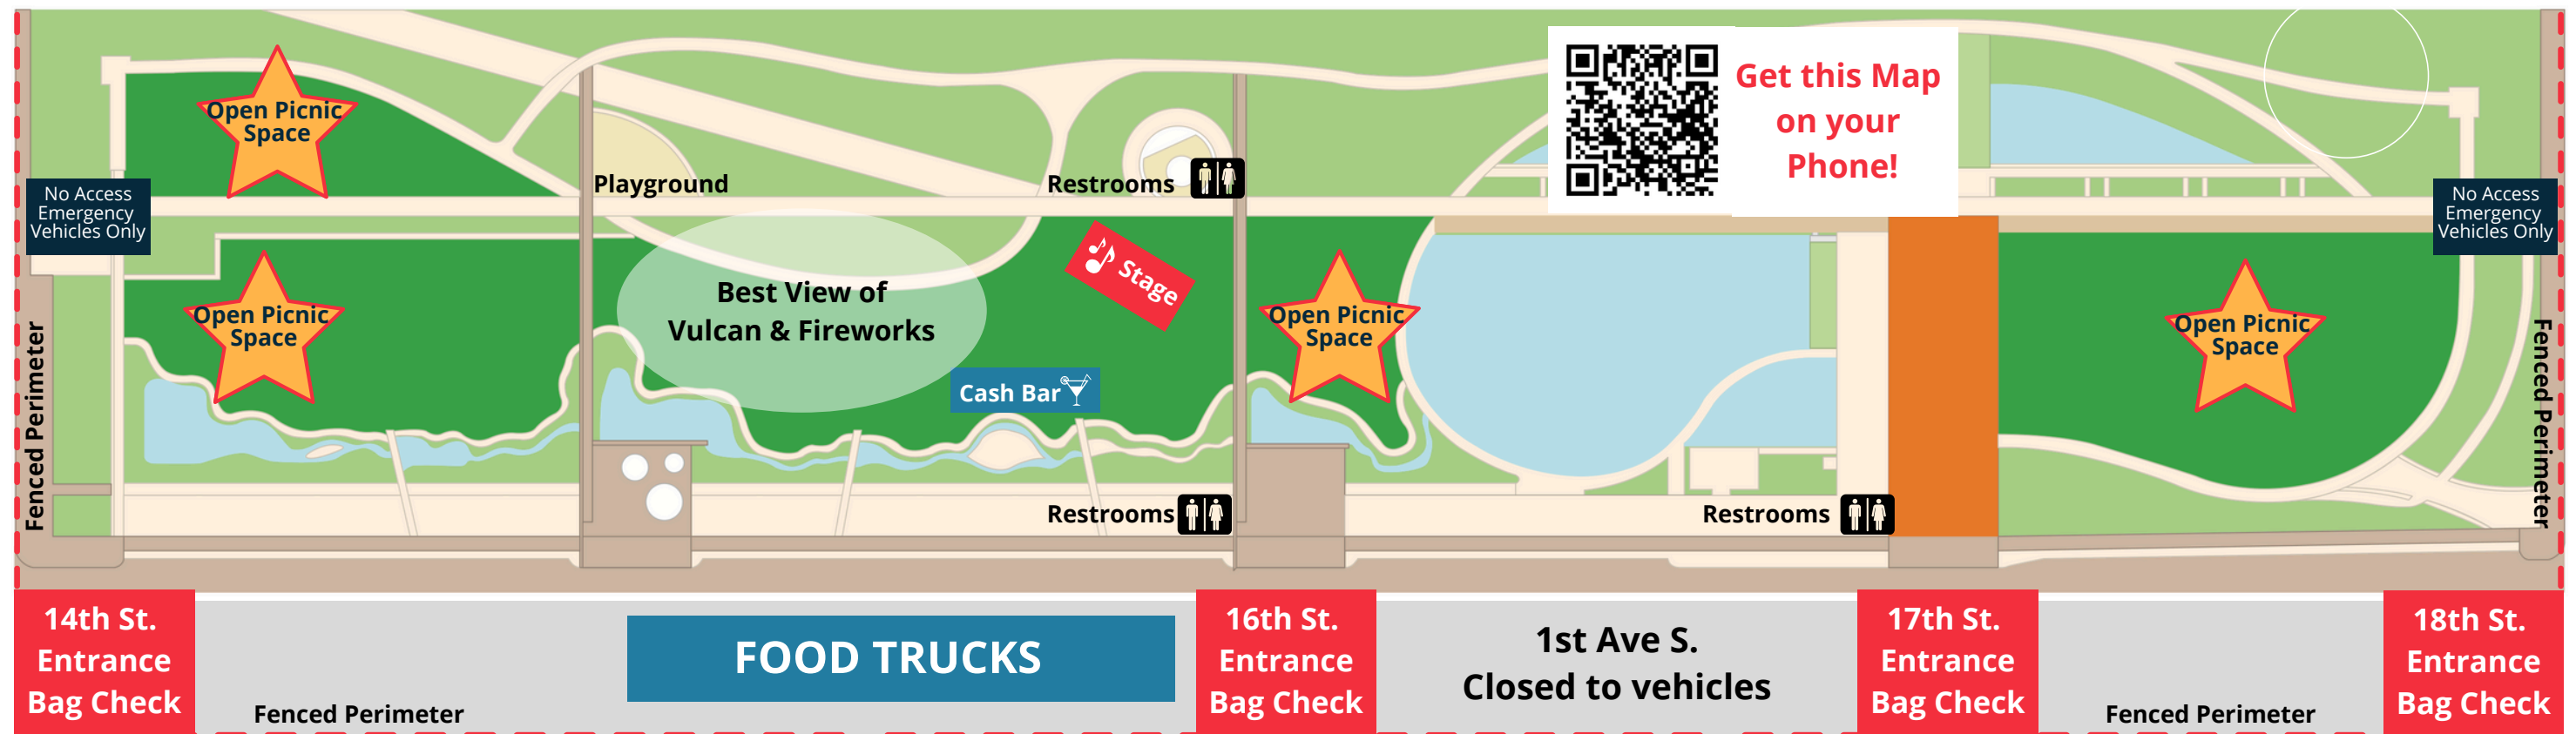 Open Picnic
Space
Get this Map
on your
Phone!
No Access
Emergency
Vehicles Only
Playground
Restrooms
No Access
Emergency
Vehicles Only
Stage
Open Picnic
Space
Best View of
Vulcan & Fireworks
Open Picnic
Space
Open Picnic
Space
Cash Bar
Fenced Perimeter
Fenced Perimeter
Restrooms
Restrooms
14th St.
Entrance
Bag Check
FOOD TRUCKS
16th St.
Entrance
Bag Check
1st Ave S.
Closed to vehicles
17th St.
Entrance
Bag Check
18th St.
Entrance
Bag Check
Fenced Perimeter
Fenced Perimeter